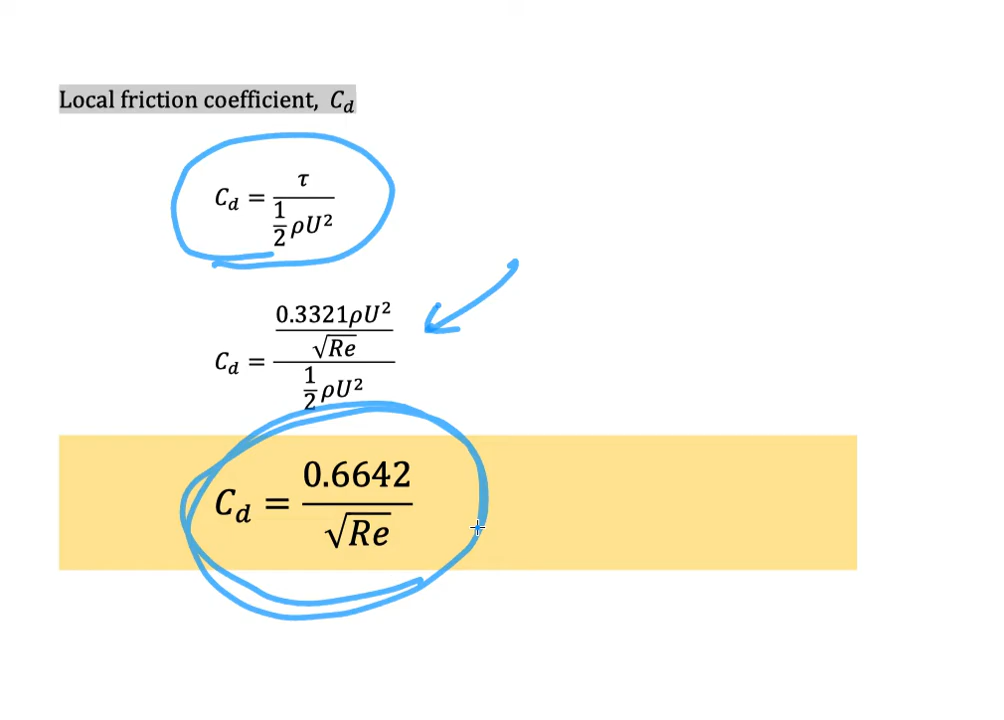 Local friction coefficient, C_d
C_d = τ / (1/2 ρU²)
C_d = (0.3321ρU² / √Re) / (1/2 ρU²)
C_d = 0.6642 / √Re